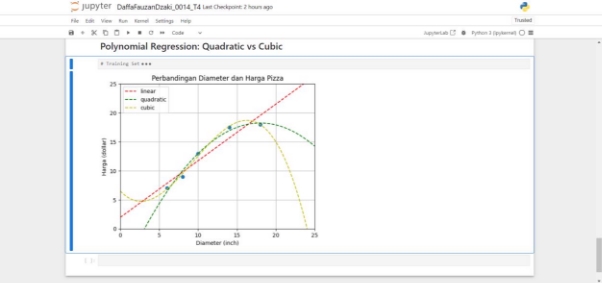 jupyter DaffaFauzanDzaki_0014_T4 Last Checkpoint: 2 hours ago
File Edit View Run Kernel Settings Help
Trusted
Code
JupyterLab
Python 3 (ipykernel)
Polynomial Regression: Quadratic vs Cubic
# Training Set
Perbandingan Diameter dan Harga Pizza
linear
quadratic
cubic
25
20
15
10
5
0
Harga (dollar)
0 5 10 15 20 25
Diameter (inch)
[ ]: